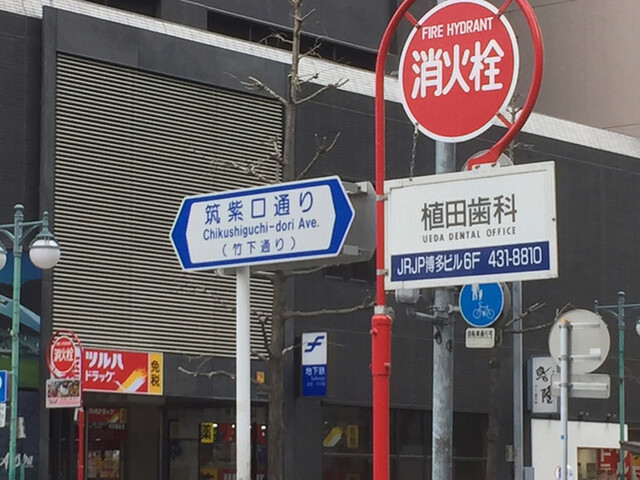 FIRE HYDRANT
消火栓
筑紫口通り
Chikushiguchi-dori Ave.
(竹下通り)
植田歯科
UEDA DENTAL OFFICE
JRJP博多ビル6F 431-8810
消火栓
ツルハ
ドラッグ
免税
地下鉄
薬